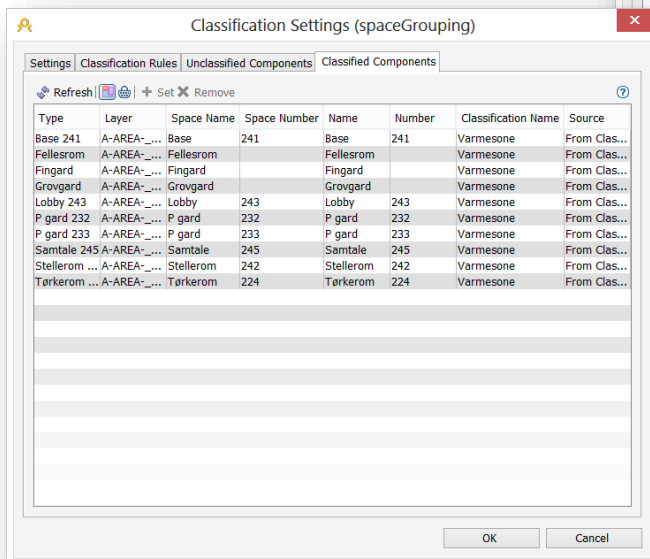 Classification Settings (spaceGrouping)
Settings Classification Rules Unclassified Components Classified Components
Refresh Set Remove
Type Layer Space Name Space Number Name Number Classification Name Source
Base 241 A-AREA-_... Base 241 Base 241 Varmesone From Clas...
Fellesrom A-AREA-_... Fellesrom Fellesrom Varmesone From Clas...
Fingard A-AREA-_... Fingard Fingard Varmesone From Clas...
Grovgard A-AREA-_... Grovgard Grovgard Varmesone From Clas...
Lobby 243 A-AREA-_... Lobby 243 Lobby 243 Varmesone From Clas...
P gard 232 A-AREA-_... P gard 232 P gard 232 Varmesone From Clas...
P gard 233 A-AREA-_... P gard 233 P gard 233 Varmesone From Clas...
Samtale 245 A-AREA-_... Samtale 245 Samtale 245 Varmesone From Clas...
Stellerom ... A-AREA-_... Stellerom 242 Stellerom 242 Varmesone From Clas...
Tørkerom ... A-AREA-_... Tørkerom 224 Tørkerom 224 Varmesone From Clas...
OK Cancel